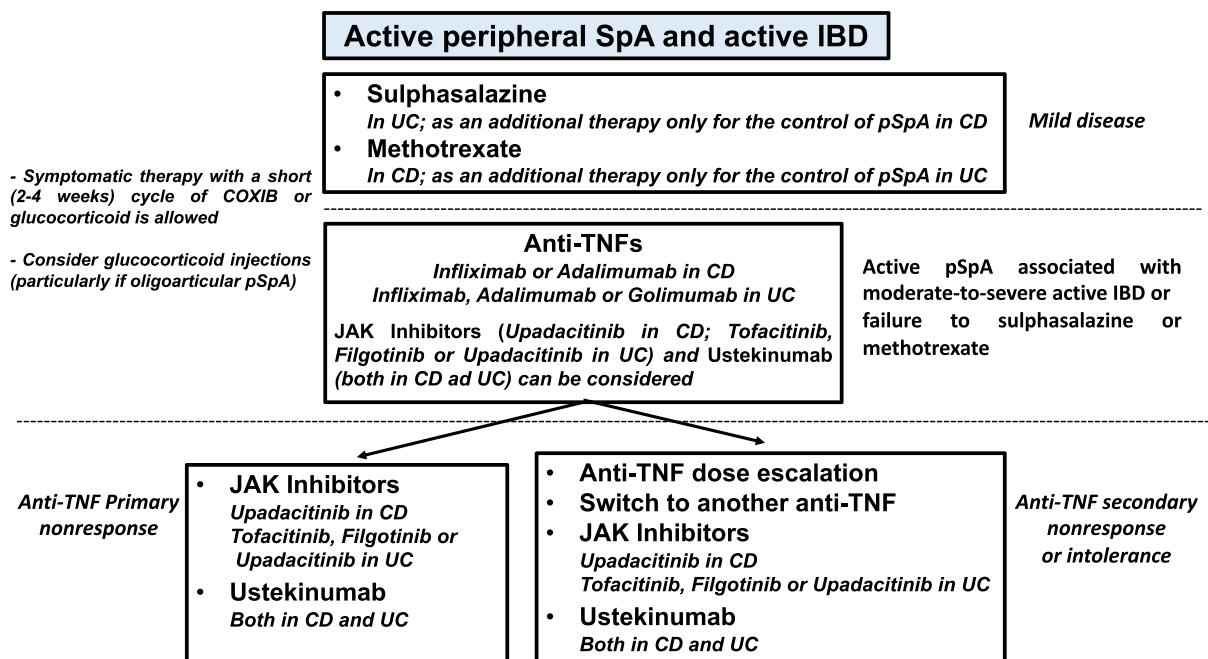 Active peripheral SpA and active IBD
• Sulphasalazine
In UC; as an additional therapy only for the control of pSpA in CD
• Methotrexate
In CD; as an additional therapy only for the control of pSpA in UC
Mild disease
- Symptomatic therapy with a short
(2-4 weeks) cycle of COXIB or
glucocorticoid is allowed
- Consider glucocorticoid injections
(particularly if oligoarticular pSpA)
Anti-TNFs
Infliximab or Adalimumab in CD
Infliximab, Adalimumab or Golimumab in UC
JAK Inhibitors (Upadacitinib in CD; Tofacitinib,
Filgotinib or Upadacitinib in UC) and Ustekinumab
(both in CD ad UC) can be considered
Active pSpA associated with
moderate-to-severe active IBD or
failure to sulphasalazine or
methotrexate
Anti-TNF Primary
nonresponse
• JAK Inhibitors
Upadacitinib in CD
Tofacitinib, Filgotinib or
Upadacitinib in UC
• Ustekinumab
Both in CD and UC
• Anti-TNF dose escalation
• Switch to another anti-TNF
• JAK Inhibitors
Upadacitinib in CD
Tofacitinib, Filgotinib or Upadacitinib in UC
• Ustekinumab
Both in CD and UC
Anti-TNF secondary
nonresponse
or intolerance